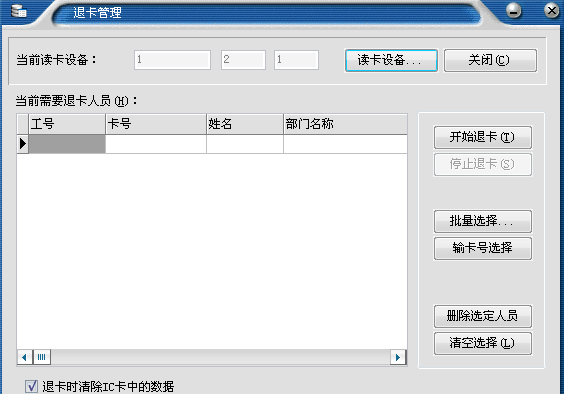 退卡管理
当前读卡设备： 1 2 1 读卡设备... 关闭(C)
当前需要退卡人员(H)：
工号 卡号 姓名 部门名称
开始退卡(T)
停止退卡(S)
批量选择...
输卡号选择
删除选定人员
清空选择(L)
退卡时清除IC卡中的数据